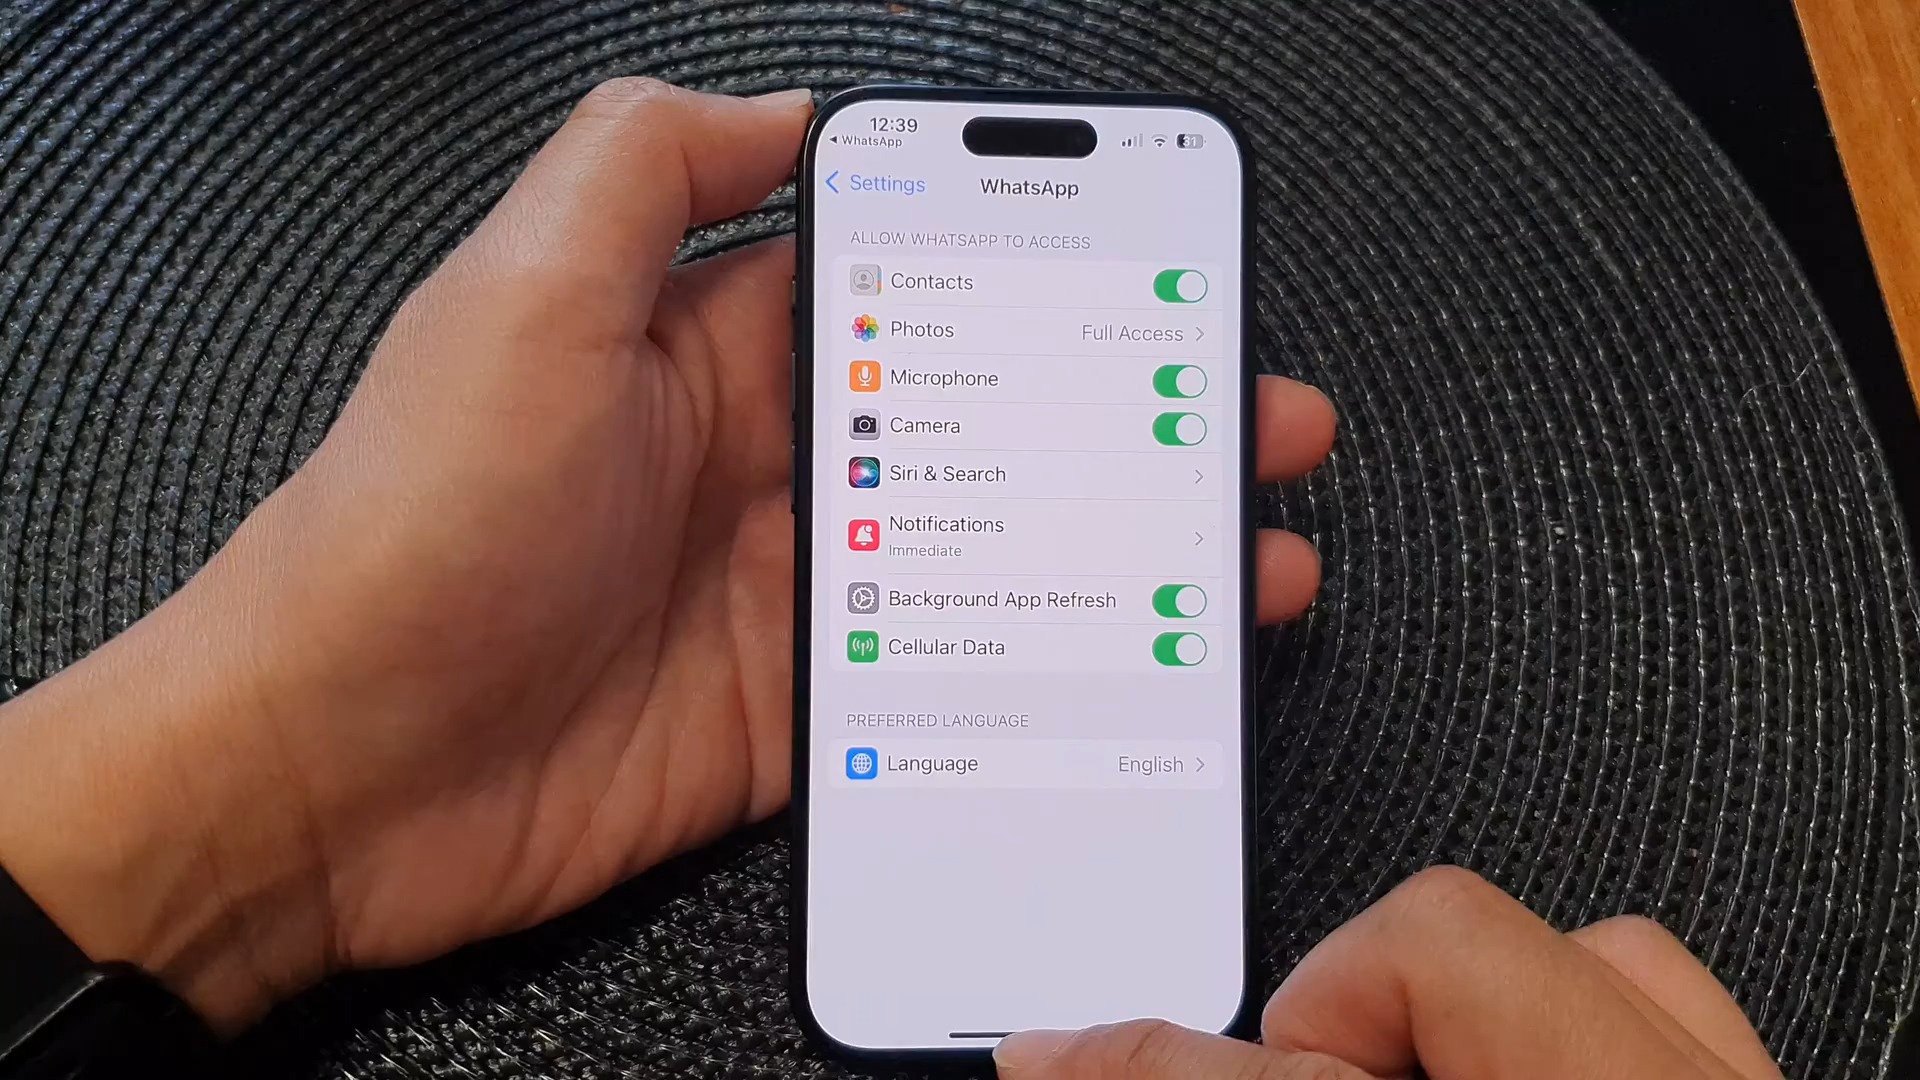 12:39
◀ WhatsApp
31
Settings
WhatsApp
ALLOW WHATSAPP TO ACCESS
Contacts
Photos Full Access
Microphone
Camera
Siri & Search
Notifications
Immediate
Background App Refresh
Cellular Data
PREFERRED LANGUAGE
Language English